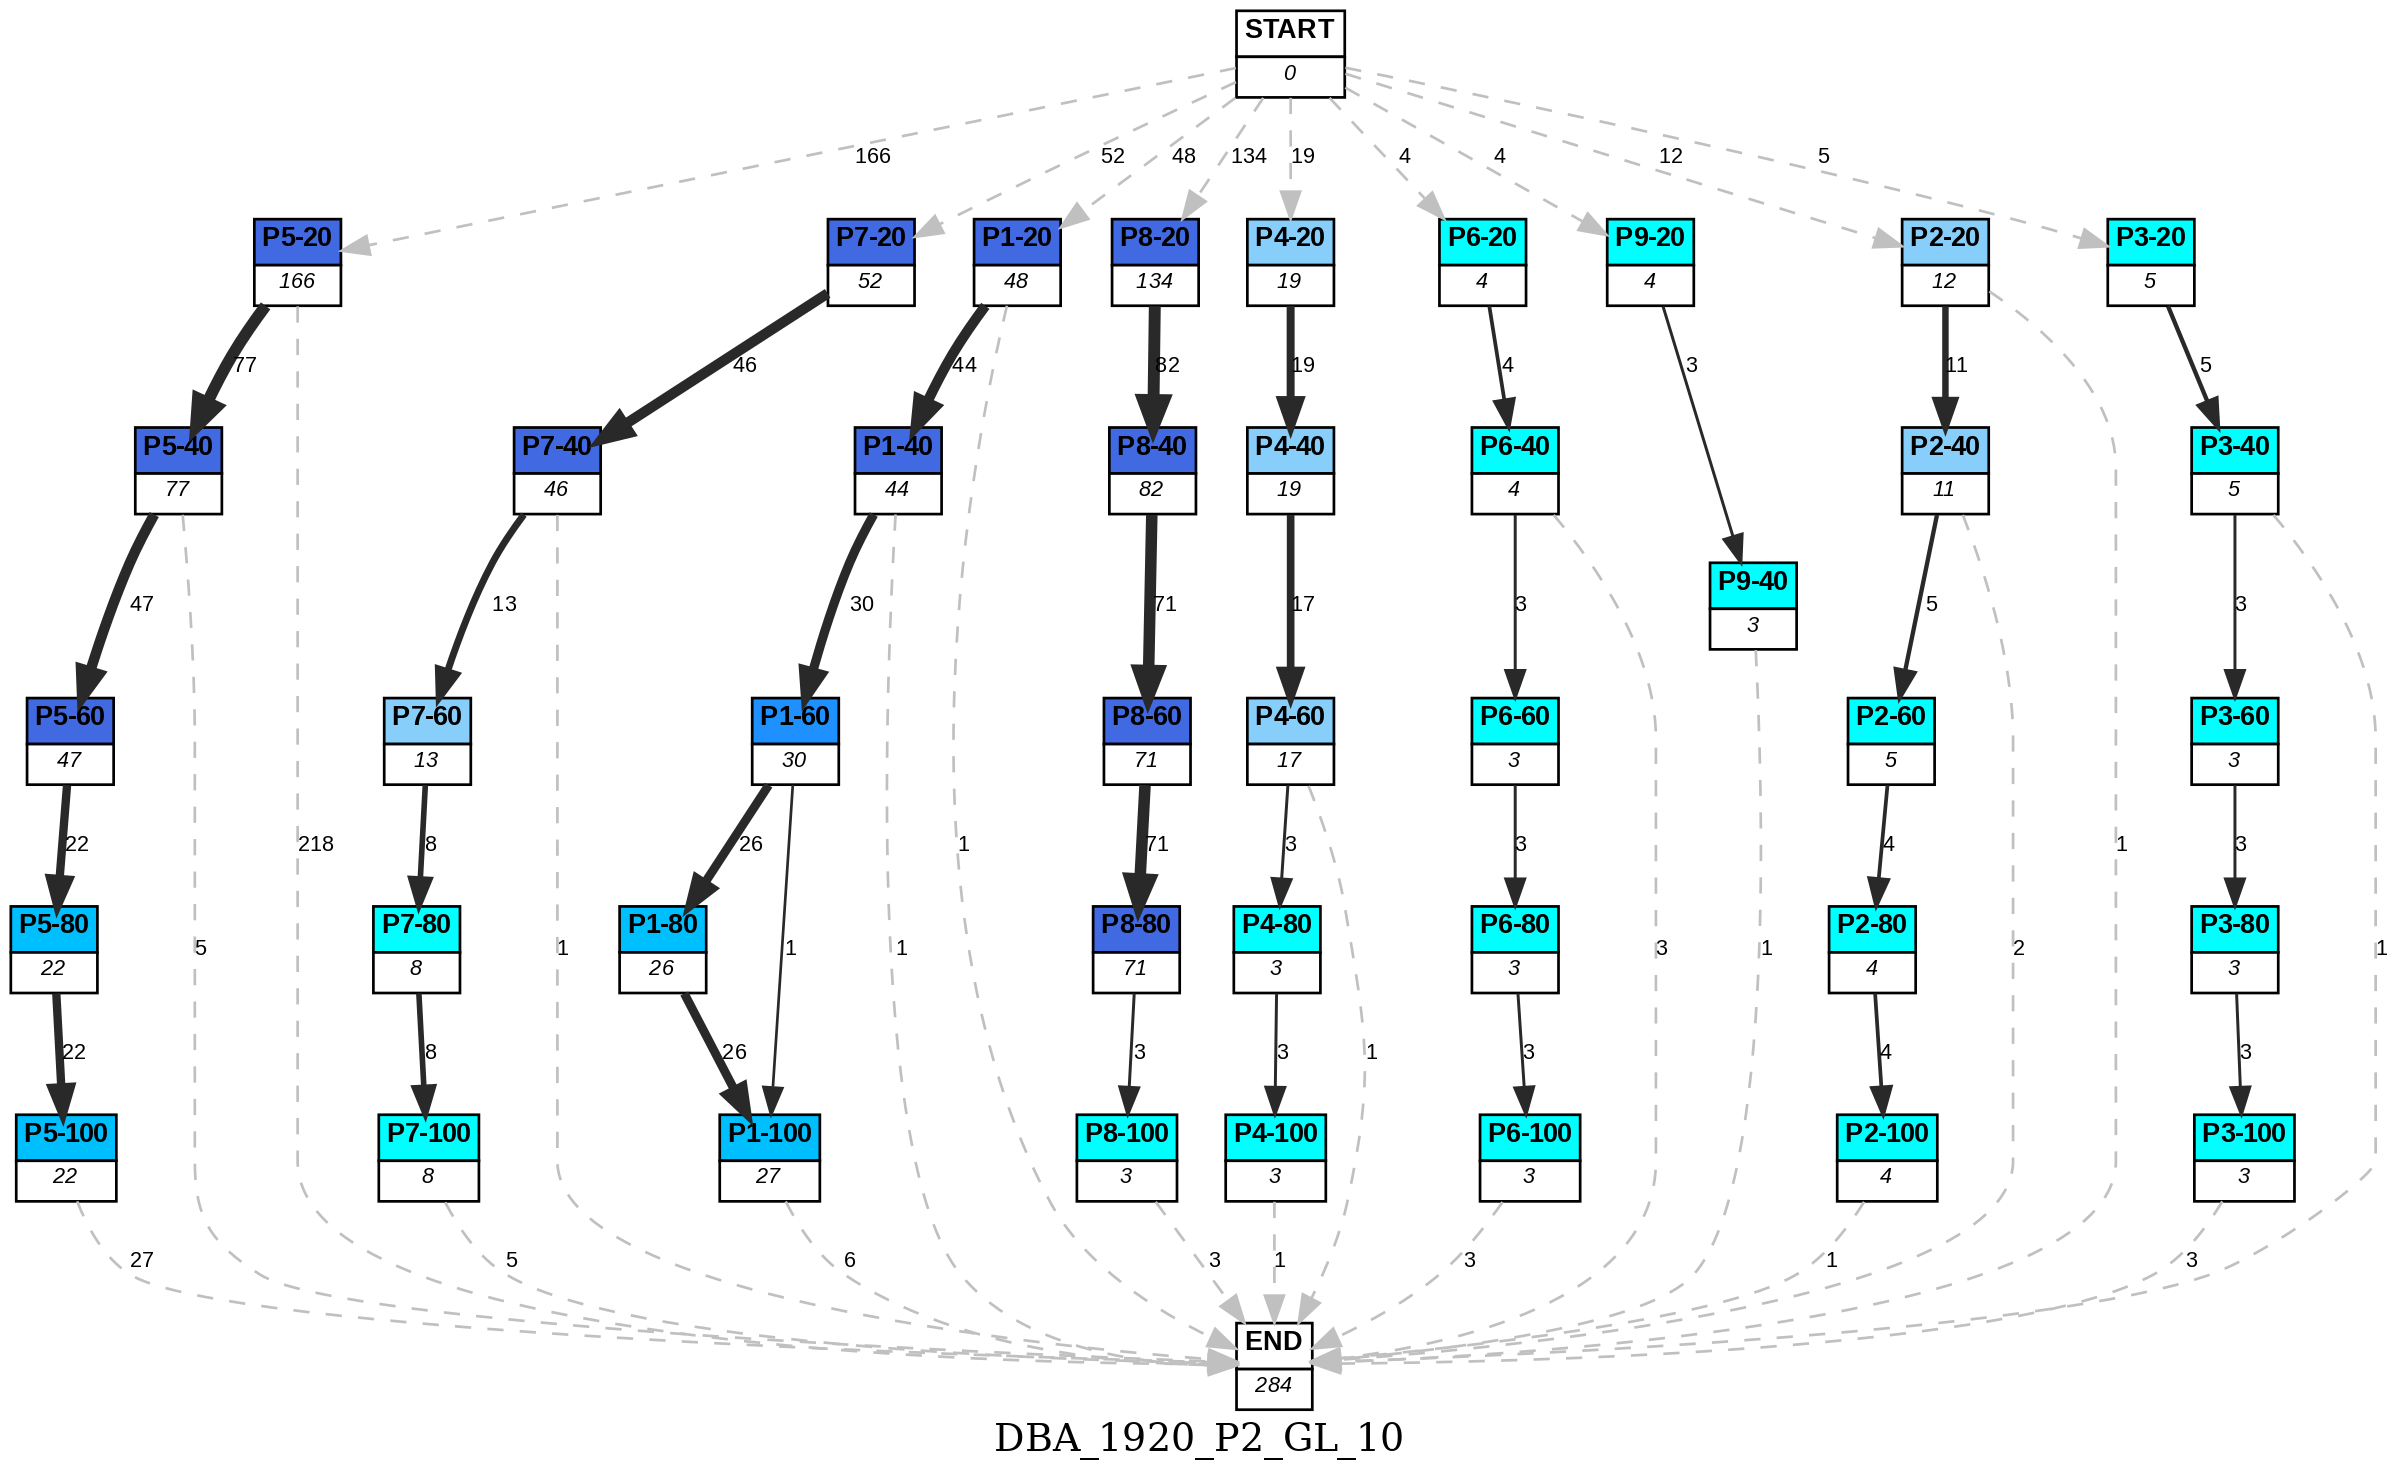 START
0
166
52
48
134
19
4
4
12
5
P5-20
166
P7-20
52
P1-20
48
P8-20
134
P4-20
19
P6-20
4
P9-20
4
P2-20
12
P3-20
5
77
46
44
82
19
4
3
11
5
P5-40
77
P7-40
46
P1-40
44
P8-40
82
P4-40
19
P6-40
4
P2-40
11
P3-40
5
P9-40
3
47
13
30
71
17
3
5
3
P5-60
47
P7-60
13
P1-60
30
P8-60
71
P4-60
17
P6-60
3
P2-60
5
P3-60
3
22
218
8
26
1
71
3
3
4
1
3
P5-80
22
P7-80
8
P1-80
26
P8-80
71
P4-80
3
P6-80
3
P2-80
4
P3-80
3
5
1
1
1
3
1
2
1
22
8
26
3
3
1
3
4
3
P5-100
22
P7-100
8
P1-100
27
P8-100
3
P4-100
3
P6-100
3
P2-100
4
P3-100
3
27
5
6
3
1
3
1
3
END
284
DBA_1920_P2_GL_10